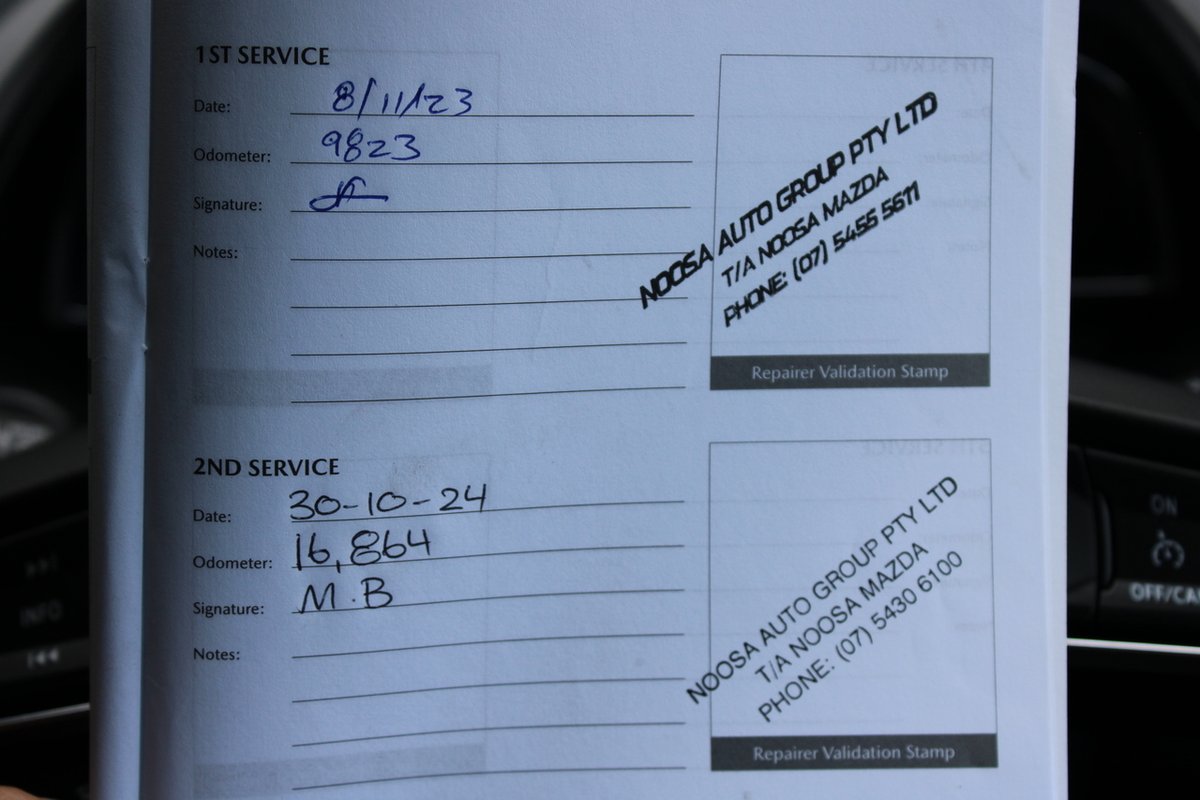 1ST SERVICE
Date: 8/11/23
Odometer: 9823
Signature:
Notes:
NOOSA AUTO GROUP PTY LTD
T/A NOOSA MAZDA
PHONE: (07) 5455 5611
Repairer Validation Stamp
2ND SERVICE
Date: 30-10-24
Odometer: 16,864
Signature: M.B
Notes:
NOOSA AUTO GROUP PTY LTD
T/A NOOSA MAZDA
PHONE: (07) 5430 6100
Repairer Validation Stamp
INFO
ON
OFF/CA